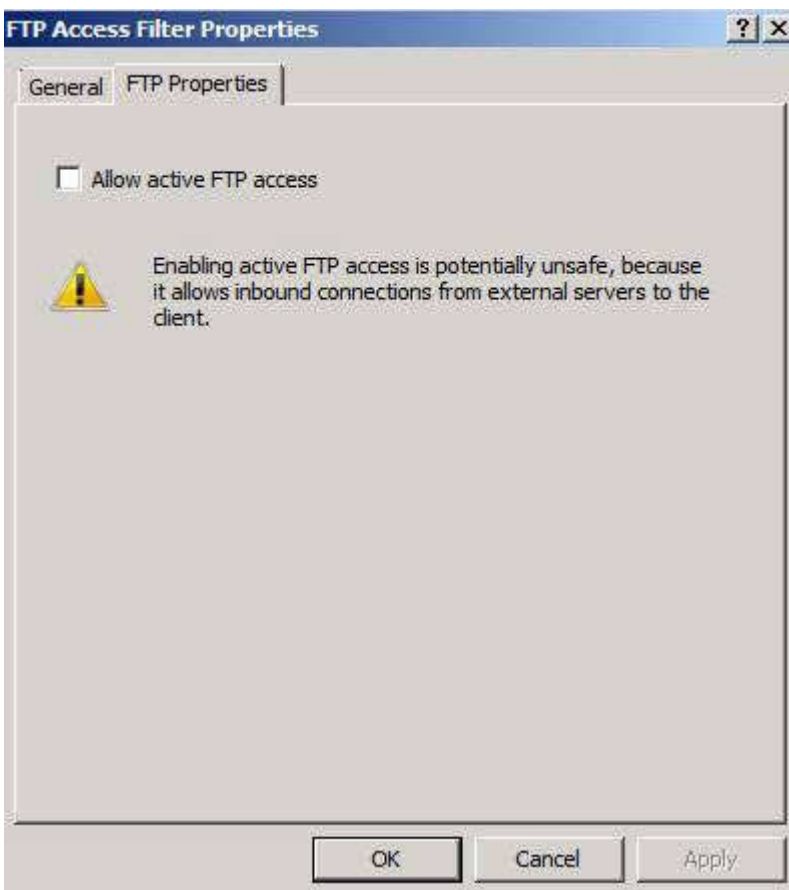 FTP Access Filter Properties
General FTP Properties
Allow active FTP access
Enabling active FTP access is potentially unsafe, because
it allows inbound connections from external servers to the
client.
OK Cancel Apply